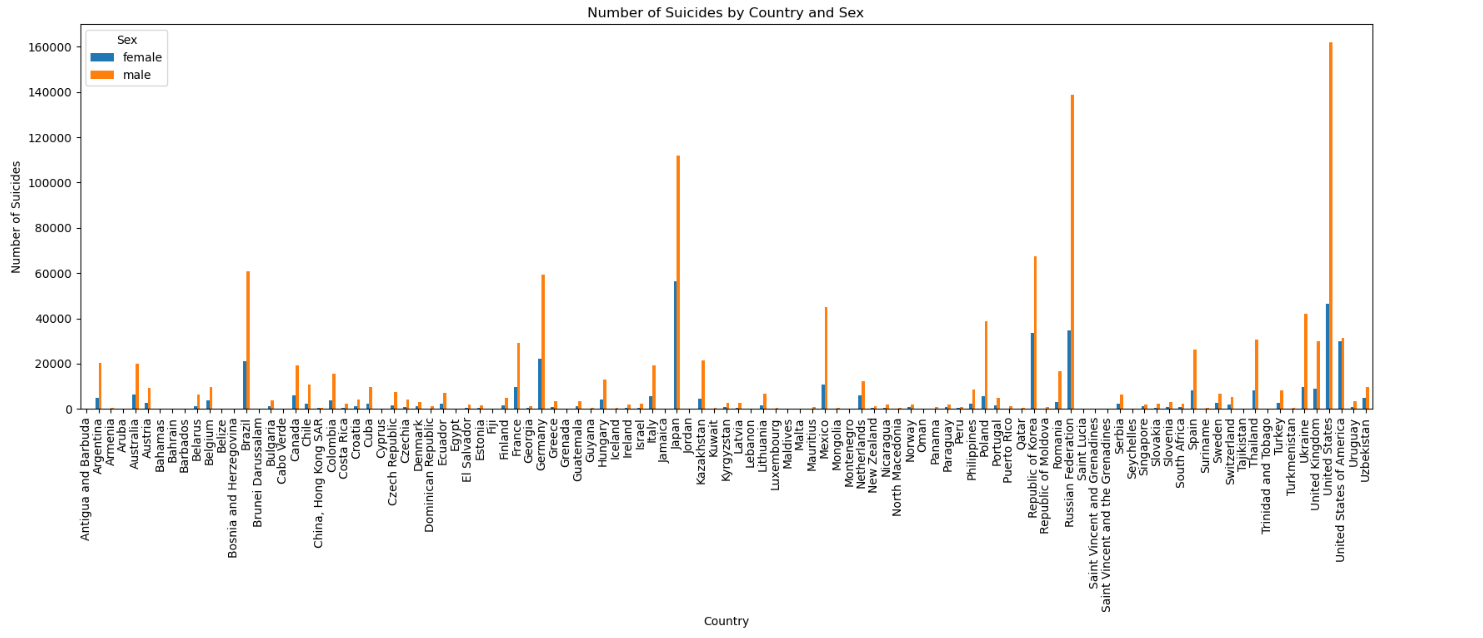 Number of Suicides by Country and Sex
Sex
female
male
160000
140000
120000
100000
80000
60000
40000
20000
0
Number of Suicides
Antigua and Barbuda
Argentina
Armenia
Aruba
Australia
Austria
Bahamas
Bahrain
Barbados
Belarus
Belgium
Belize
Bosnia and Herzegovina
Brazil
Brunei Darussalam
Bulgaria
Cabo Verde
Canada
Chile
China, Hong Kong SAR
Colombia
Costa Rica
Croatia
Cuba
Cyprus
Czech Republic
Czechia
Denmark
Dominican Republic
Ecuador
Egypt
El Salvador
Estonia
Fiji
Finland
France
Georgia
Germany
Greece
Grenada
Guatemala
Guyana
Hungary
Iceland
Ireland
Israel
Italy
Jamaica
Japan
Jordan
Kazakhstan
Kuwait
Kyrgyzstan
Latvia
Lebanon
Lithuania
Luxembourg
Maldives
Malta
Mauritius
Mexico
Mongolia
Montenegro
Netherlands
New Zealand
Nicaragua
North Macedonia
Norway
Oman
Panama
Paraguay
Peru
Philippines
Poland
Portugal
Puerto Rico
Qatar
Republic of Korea
Republic of Moldova
Romania
Russian Federation
Saint Lucia
Saint Vincent and Grenadines
Saint Vincent and the Grenadines
Serbia
Seychelles
Singapore
Slovakia
Slovenia
South Africa
Spain
Suriname
Sweden
Switzerland
Tajikistan
Thailand
Trinidad and Tobago
Turkey
Turkmenistan
Ukraine
United Kingdom
United States
United States of America
Uruguay
Uzbekistan
Country